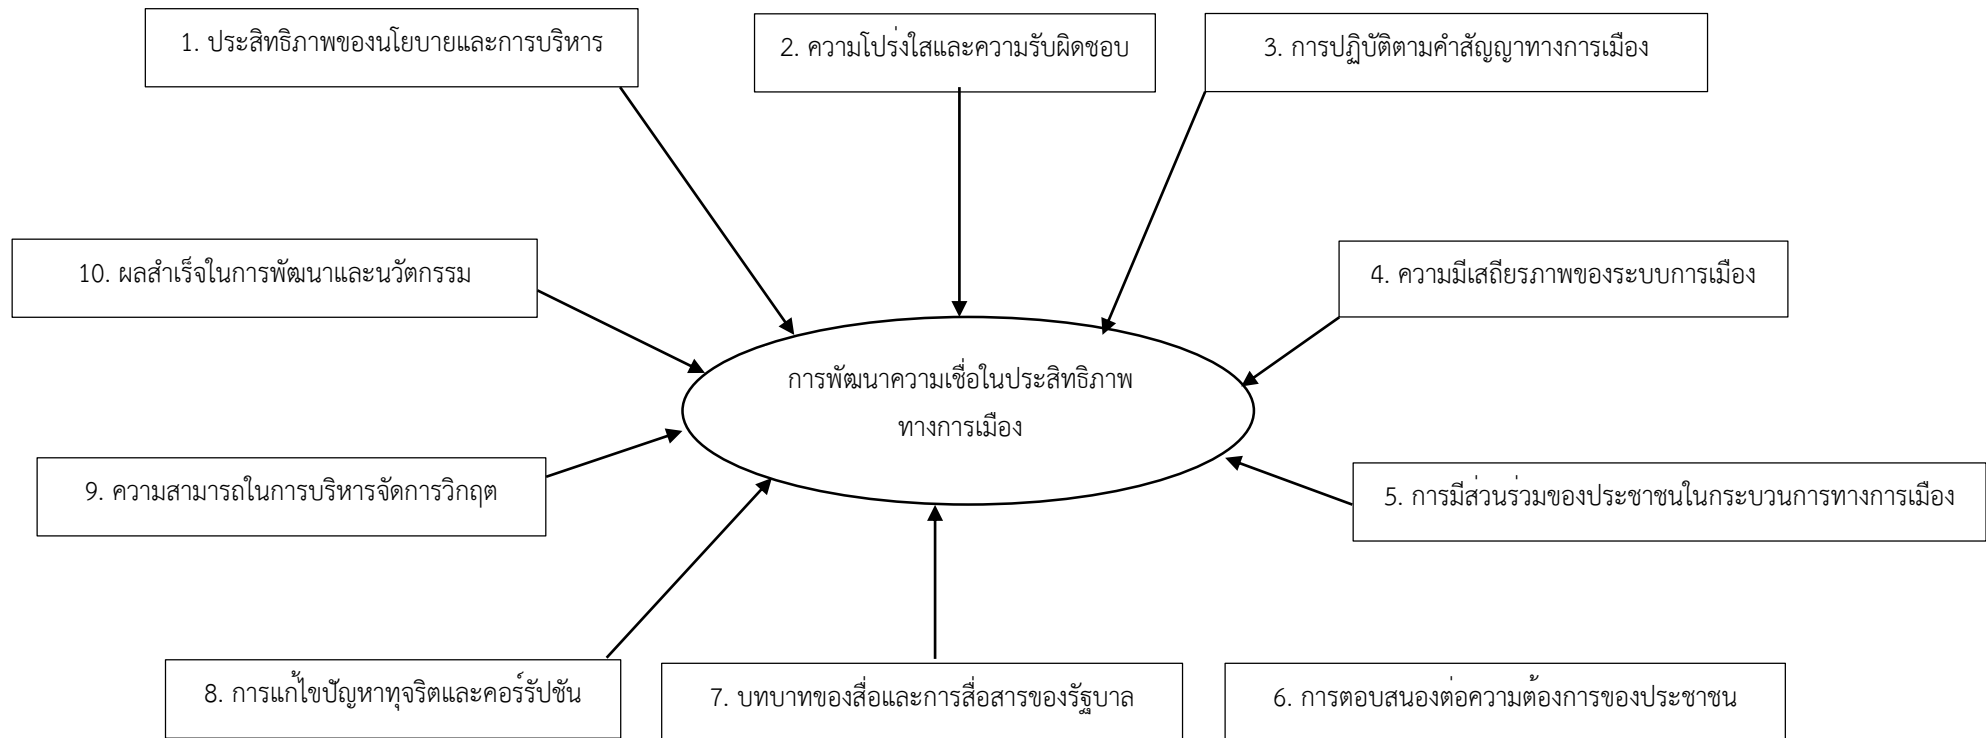 1. ประสิทธิภาพของนโยบายและการบริหาร
2. ความโปร่งใสและความรับผิดชอบ
3. การปฏิบัติตามคำสัญญาทางการเมือง
10. ผลสำเร็จในการพัฒนาและนวัตกรรม
4. ความมีเสถียรภาพของระบบการเมือง
การพัฒนาความเชื่อในประสิทธิภาพ
ทางการเมือง
9. ความสามารถในการบริหารจัดการวิกฤต
5. การมีส่วนร่วมของประชาชนในกระบวนการทางการเมือง
8. การแก้ไขปัญหาทุจริตและคอร์รัปชัน
7. บทบาทของสื่อและการสื่อสารของรัฐบาล
6. การตอบสนองต่อความต้องการของประชาชน